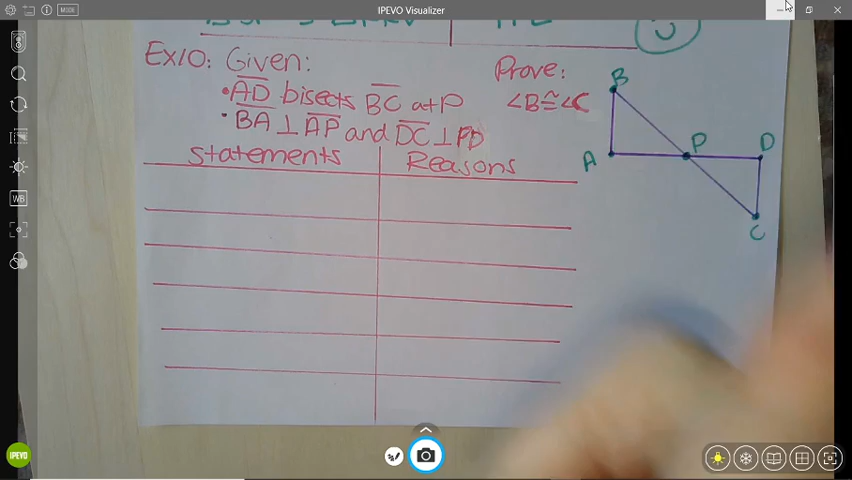 IPEVO Visualizer
MODE
Ex10: Given:
• AD bisects BC at P
• BA ⊥ AP and DC ⊥ PD
Prove:
∠B ≅ ∠C
statements Reasons
B
A
P
D
C
WB
IPEVO